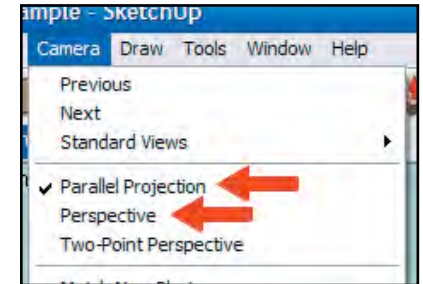 ample - SketchUp
Camera Draw Tools Window Help
Previous
Next
Standard Views
Parallel Projection
Perspective
Two-Point Perspective